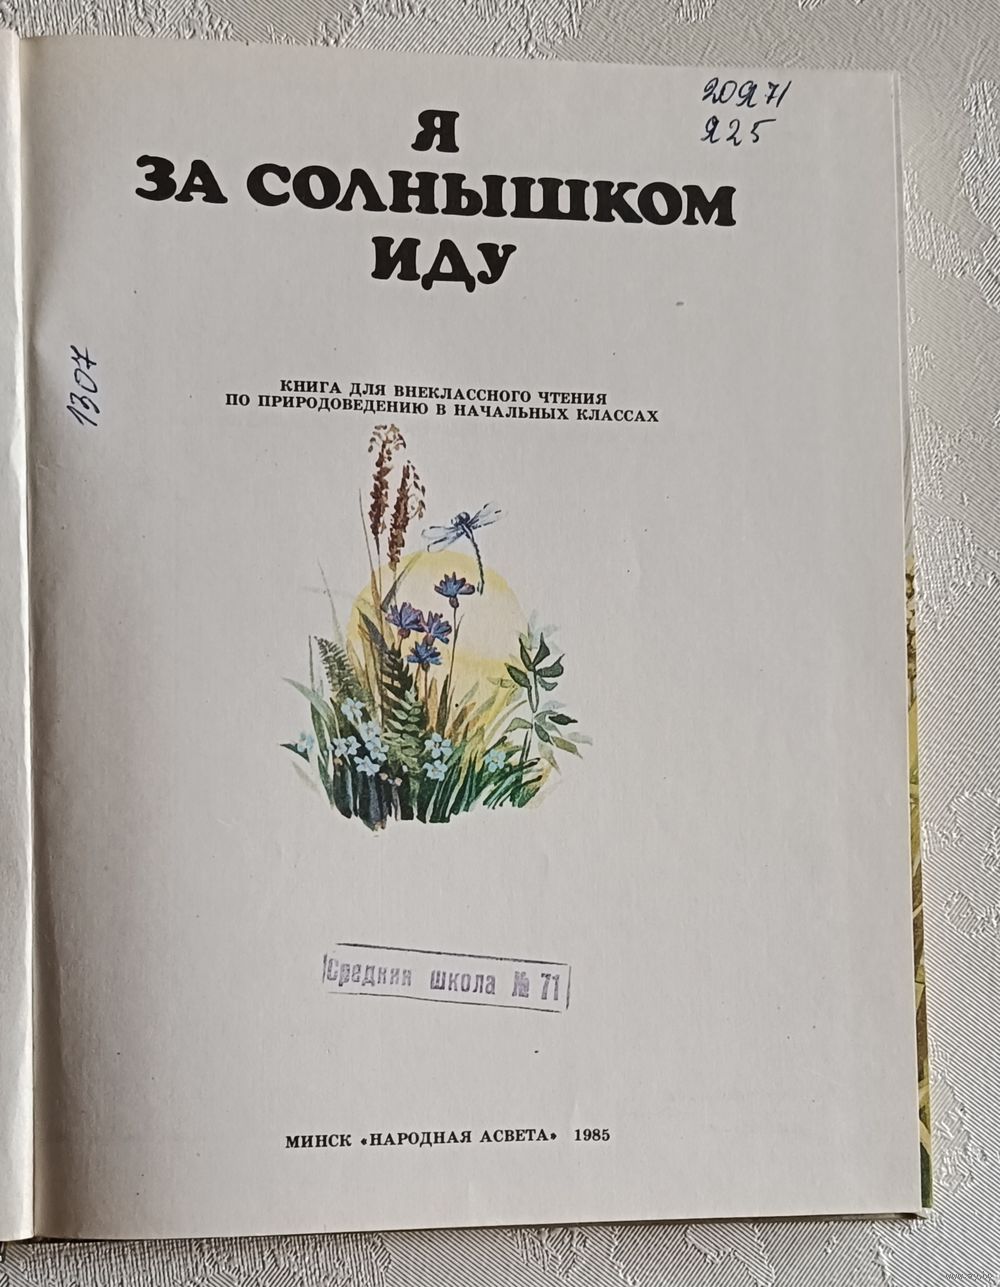 20Я71
Я25
Я
ЗА СОЛНЫШКОМ
ИДУ
1307
КНИГА ДЛЯ ВНЕКЛАССНОГО ЧТЕНИЯ
ПО ПРИРОДОВЕДЕНИЮ В НАЧАЛЬНЫХ КЛАССАХ
Средняя школа № 71
МИНСК «НАРОДНАЯ АСВЕТА» 1985